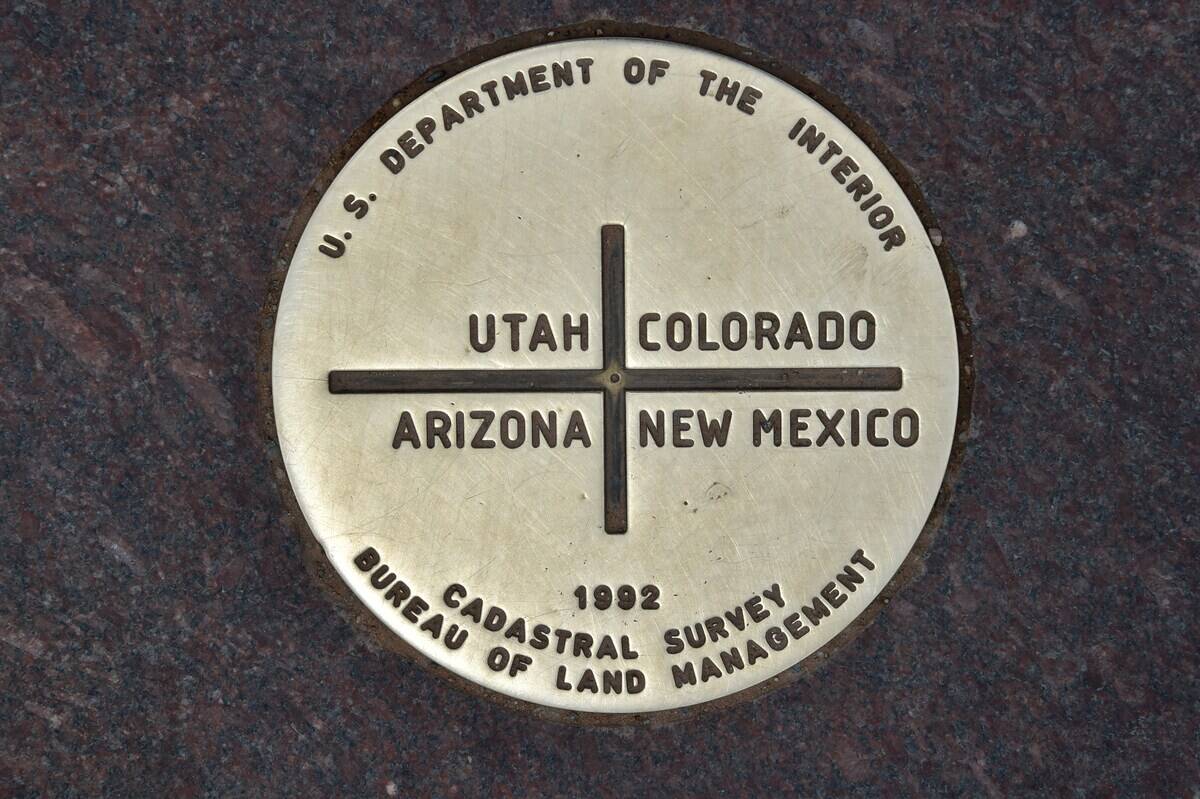 U. S. DEPARTMENT OF THE INTERIOR
UTAH COLORADO
ARIZONA NEW MEXICO
1992
CADASTRAL SURVEY
BUREAU OF LAND MANAGEMENT